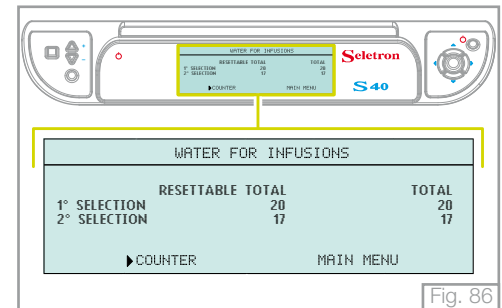 WATER FOR INFUSIONS
RESETTABLE TOTAL TOTAL
1° SELECTION 20 20
2° SELECTION 17 17
COUNTER MAIN MENU
Seletron
S40
WATER FOR INFUSIONS
RESETTABLE TOTAL TOTAL
1° SELECTION 20 20
2° SELECTION 17 17
COUNTER MAIN MENU
Fig. 86